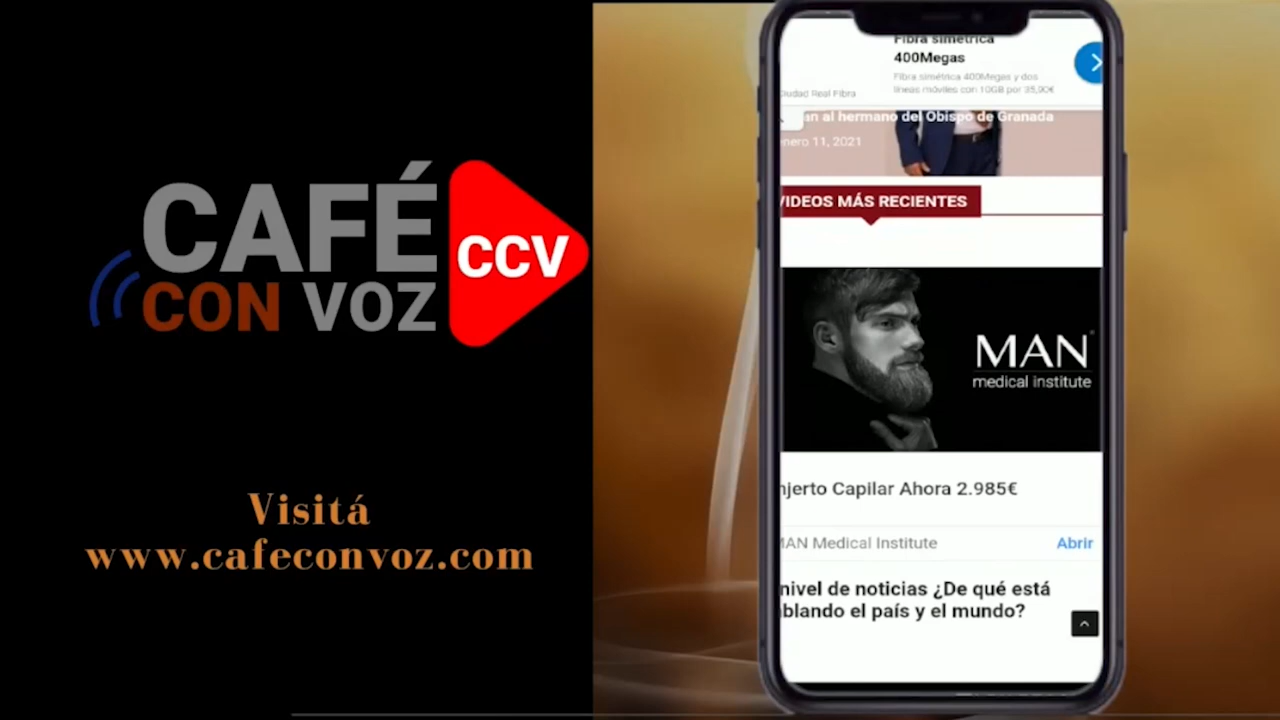 CAFÉ
CON VOZ
CCV
Visitá
www.cafeconvoz.com
Fibra simétrica
400Megas
Fibra simétrica 400Megas y dos
líneas móviles con 10GB por 35,90€
Ciudad Real Fibra
an al hermano del Obispo de Granada
enero 11, 2021
VIDEOS MÁS RECIENTES
MAN
medical institute
njerto Capilar Ahora 2.985€
MAN Medical Institute
Abrir
nivel de noticias ¿De qué está
ablando el país y el mundo?